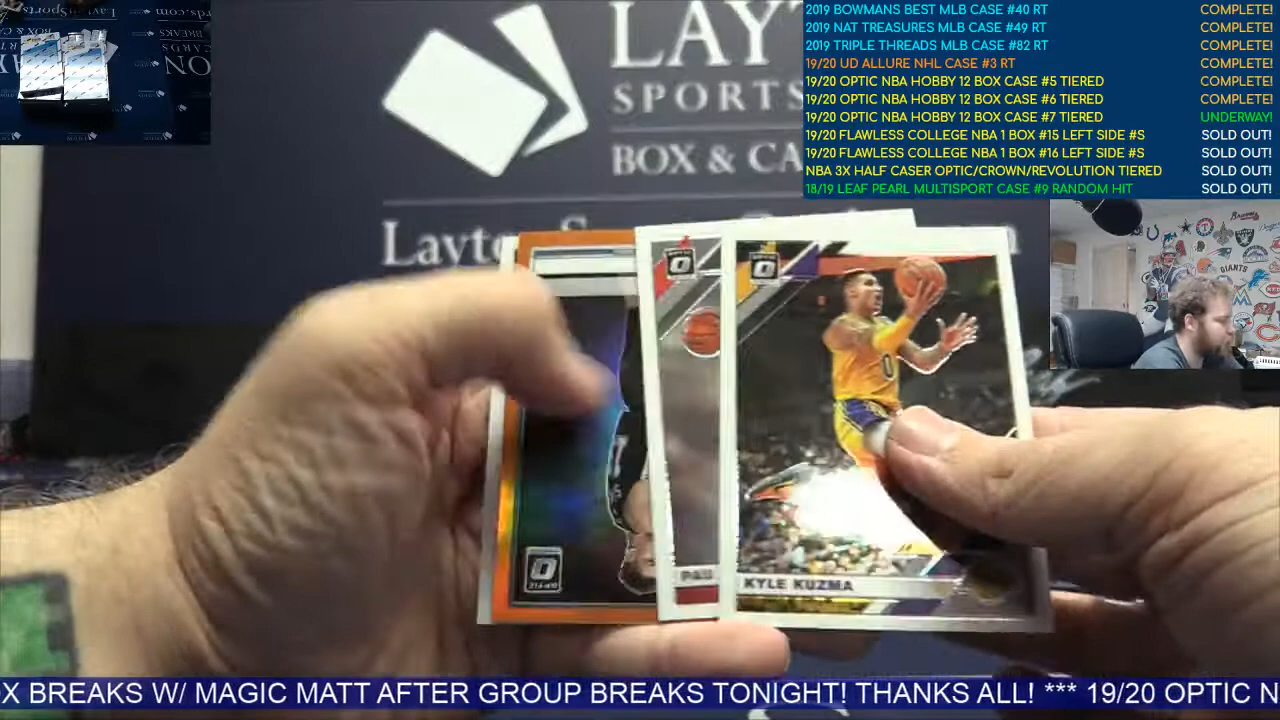 2019 BOWMANS BEST MLB CASE #40 RT COMPLETE!
2019 NAT TREASURES MLB CASE #49 RT COMPLETE!
2019 TRIPLE THREADS MLB CASE #82 RT COMPLETE!
19/20 UD ALLURE NHL CASE #3 RT COMPLETE!
19/20 OPTIC NBA HOBBY 12 BOX CASE #5 TIERED COMPLETE!
19/20 OPTIC NBA HOBBY 12 BOX CASE #6 TIERED COMPLETE!
19/20 OPTIC NBA HOBBY 12 BOX CASE #7 TIERED UNDERWAY!
19/20 FLAWLESS COLLEGE NBA 1 BOX #15 LEFT SIDE #S SOLD OUT!
19/20 FLAWLESS COLLEGE NBA 1 BOX #16 LEFT SIDE #S SOLD OUT!
NBA 3X HALF CASER OPTIC/CROWN/REVOLUTION TIERED SOLD OUT!
18/19 LEAF PEARL MULTISPORT CASE #9 RANDOM HIT SOLD OUT!
LAYT
SPORTS
BOX & CA
Layto
KYLE KUZMA
OX BREAKS W/ MAGIC MATT AFTER GROUP BREAKS TONIGHT! THANKS ALL! *** 19/20 OPTIC N